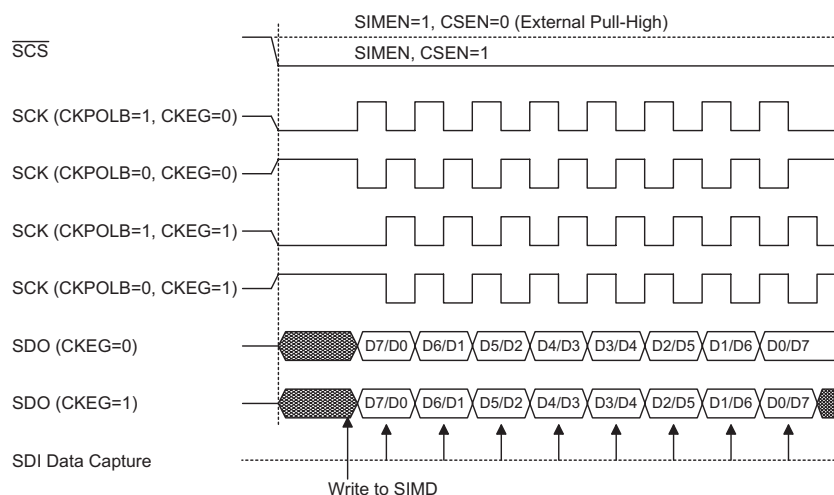 SIMEN=1, CSEN=0 (External Pull-High)
SCS
SIMEN, CSEN=1
SCK (CKPOLB=1, CKEG=0)
SCK (CKPOLB=0, CKEG=0)
SCK (CKPOLB=1, CKEG=1)
SCK (CKPOLB=0, CKEG=1)
SDO (CKEG=0) D7/D0 D6/D1 D5/D2 D4/D3 D3/D4 D2/D5 D1/D6 D0/D7
SDO (CKEG=1) D7/D0 D6/D1 D5/D2 D4/D3 D3/D4 D2/D5 D1/D6 D0/D7
SDI Data Capture
Write to SIMD